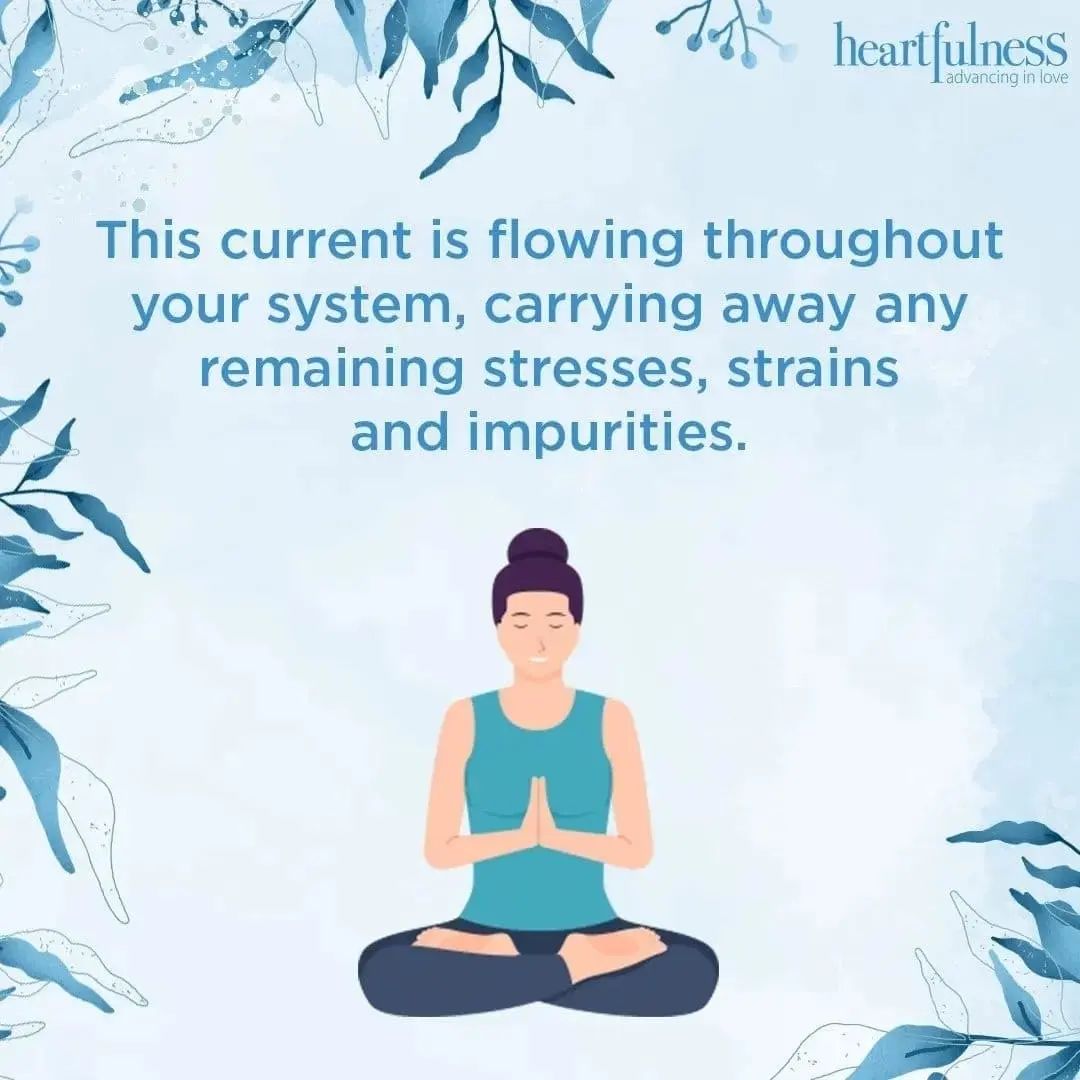 heartfulness
advancing in love
This current is flowing throughout
your system, carrying away any
remaining stresses, strains
and impurities.